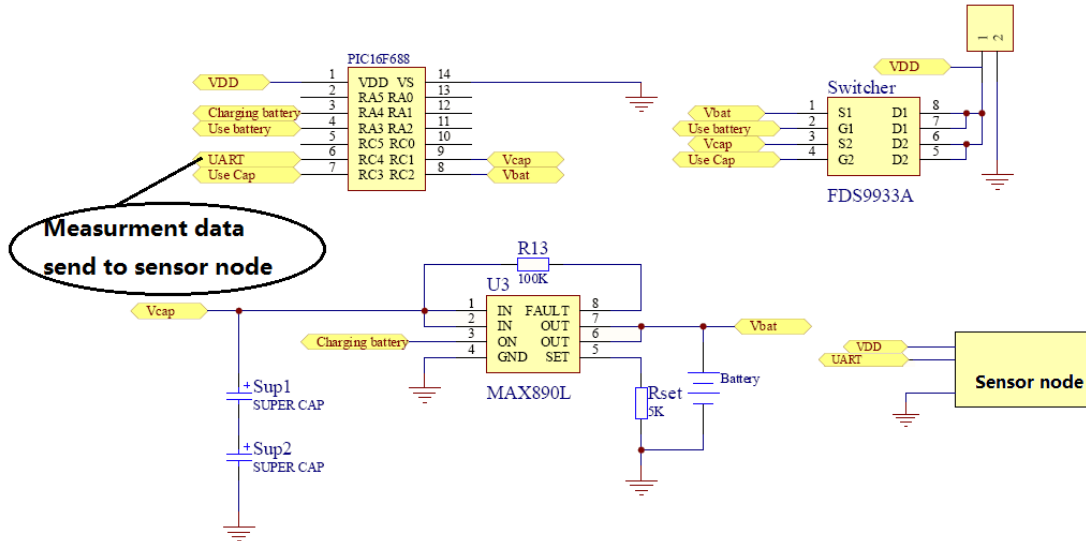 PIC16F688
VDD
1
VDD VS
14
2
RA5 RA0
13
Charging battery
3
RA4 RA1
12
Use battery
4
RA3 RA2
11
5
RC5 RC0
10
UART
6
RC4 RC1
9
Vcap
Use Cap
7
RC3 RC2
8
Vbat
1
2
VDD
Switcher
Vbat
1
S1 D1
8
Use battery
2
G1 D1
7
Vcap
3
S2 D2
6
Use Cap
4
G2 D2
5
FDS9933A
Measurment data
send to sensor node
R13
100K
U3
Vcap
1
IN FAULT
8
2
IN OUT
7
Vbat
Charging battery
3
ON OUT
6
4
GND SET
5
MAX890L
Rset
5K
Battery
+
Sup1
SUPER CAP
+
Sup2
SUPER CAP
VDD
UART
Sensor node